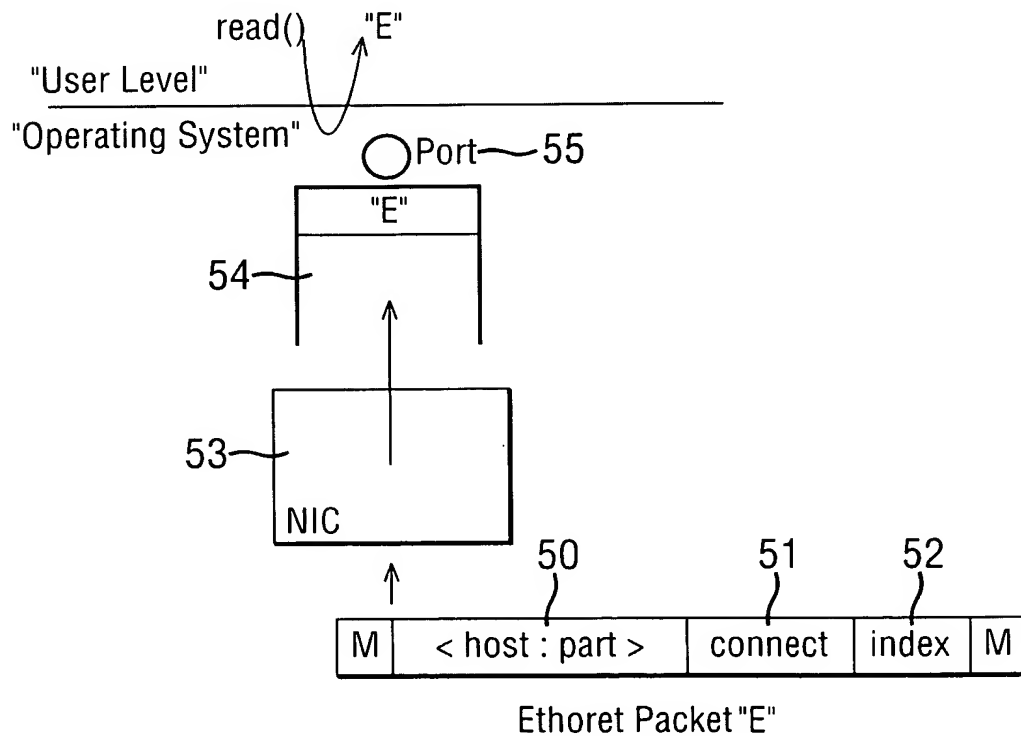 read() "E"
"User Level"
"Operating System"
Port 55
"E"
54
53
NIC
50 51 52
M < host : part > connect index M
Ethoret Packet "E"